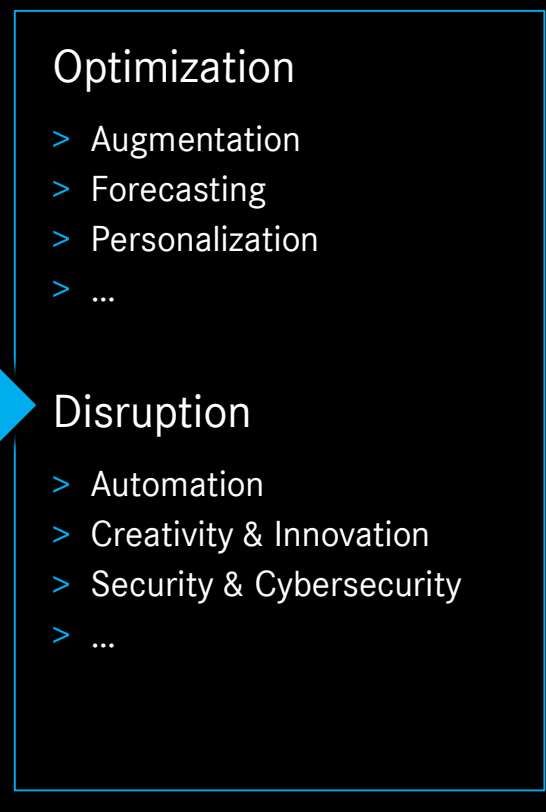 Optimization
> Augmentation
> Forecasting
> Personalization
> ...
Disruption
> Automation
> Creativity & Innovation
> Security & Cybersecurity
> ...